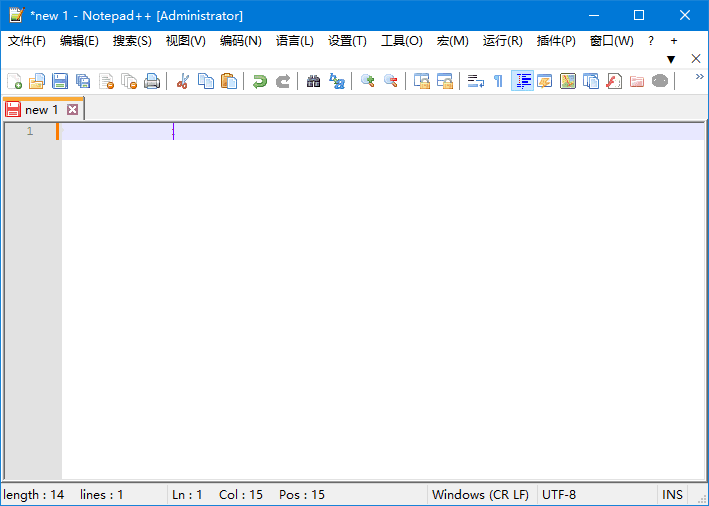 *new 1 - Notepad++ [Administrator]
文件(F) 编辑(E) 搜索(S) 视图(V) 编码(N) 语言(L) 设置(T) 工具(O) 宏(M) 运行(R) 插件(P) 窗口(W) ? +
new 1
1
length : 14 lines : 1 Ln : 1 Col : 15 Pos : 15 Windows (CR LF) UTF-8 INS